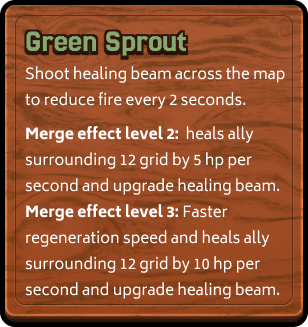 Green Sprout
Shoot healing beam across the map
to reduce fire every 2 seconds.
Merge effect level 2: heals ally
surrounding 12 grid by 5 hp per
second and upgrade healing beam.
Merge effect level 3: Faster
regeneration speed and heals ally
surrounding 12 grid by 10 hp per
second and upgrade healing beam.